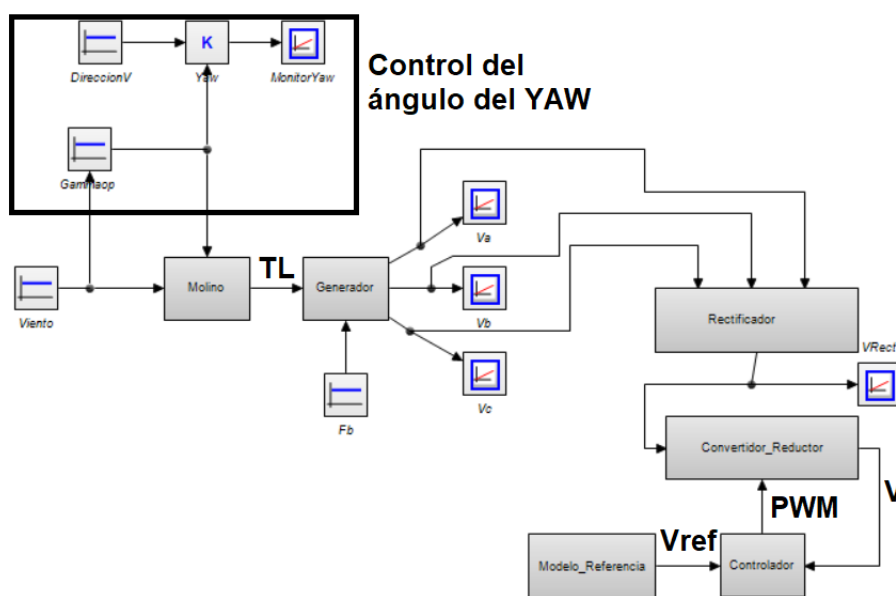 K
DireccionV
Yaw
MonitorYaw
Control del
ángulo del YAW
Gammaop
Va
TL
Molino
Generador
Viento
Vb
Rectificador
VRect
Fb
Vc
Convertidor_Reductor
V
PWM
Vref
Modelo_Referencia
Controlador